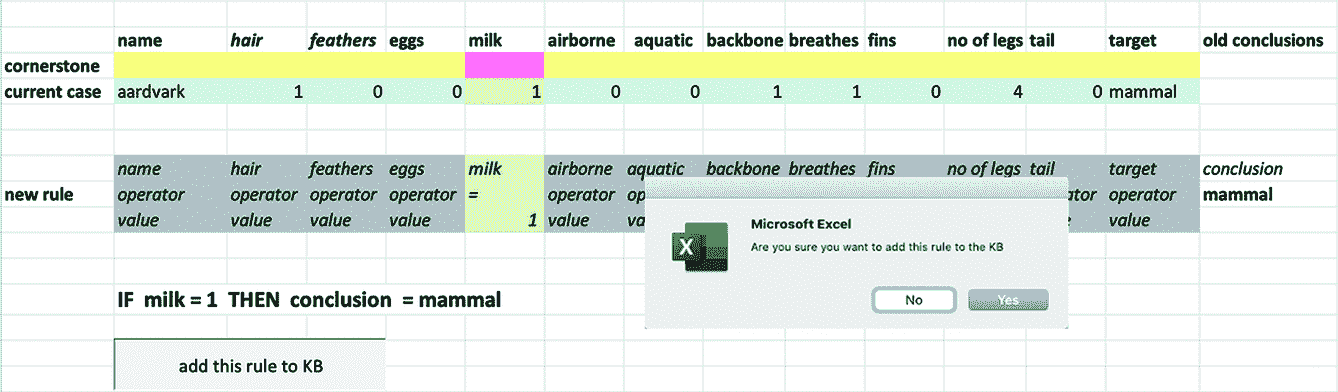 name hair feathers eggs milk airborne aquatic backbone breathes fins no of legs tail target old conclusions
cornerstone
current case aardvark 1 0 0 1 0 0 1 1 0 4 0 mammal
name hair feathers eggs milk airborne aquatic backbone breathes fins no of legs tail target conclusion
new rule operator operator operator operator = operator op ator operator mammal
value value value value 1 value va e value
Microsoft Excel
Are you sure you want to add this rule to the KB
No Yes
IF milk = 1 THEN conclusion = mammal
add this rule to KB